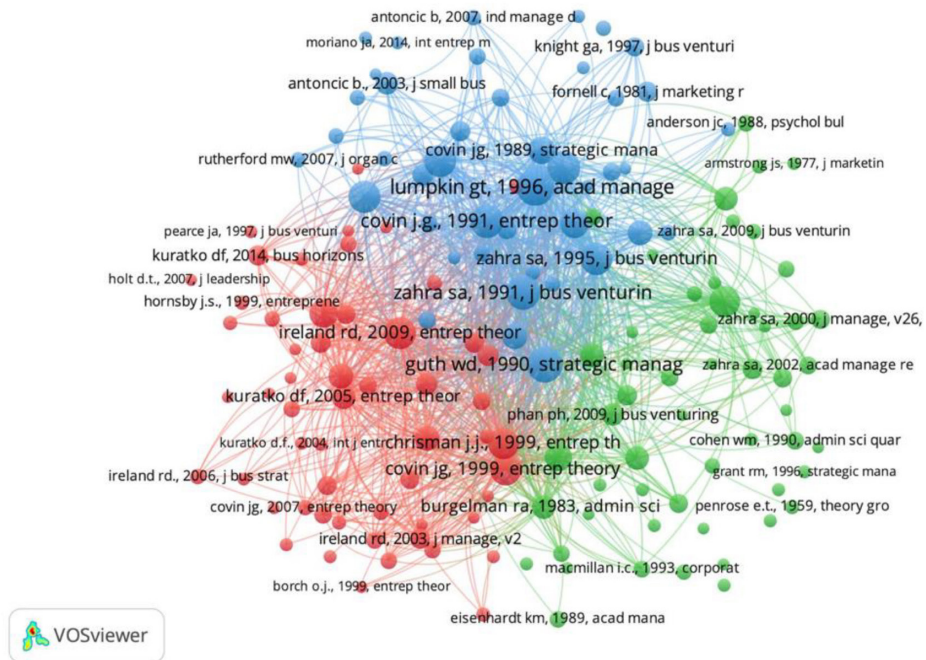 antoncic b, 2007, ind manage d
moriano ja, 2014, int entrep m
knight ga, 1997, j bus venturi
antoncic b., 2003, j small bus
fornell c, 1981, j marketing r
anderson jc, 1988, psychol bul
covin jg, 1989, strategic mana
rutherford mw, 2007, j organ c
armstrong js, 1977, j marketin
lumpkin gt, 1996, acad manage
covin j.g., 1991, entrep theor
pearce ja, 1997, j bus venturi
zahra sa, 2009, j bus venturin
kuratko df, 2014, bus horizons
zahra sa, 1995, j bus venturin
holt d.t., 2007, j leadership
zahra sa, 1991, j bus venturin
hornsby j.s., 1999, entreprene
zahra sa, 2000, j manage, v26,
ireland rd, 2009, entrep theor
guth wd, 1990, strategic manag
zahra sa, 2002, acad manage re
kuratko df, 2005, entrep theor
phan ph, 2009, j bus venturing
kuratko d.f., 2004, int j entr
chrisman j.j., 1999, entrep th
cohen wm, 1990, admin sci quar
covin jg, 1999, entrep theory
grant rm, 1996, strategic mana
ireland rd., 2006, j bus strat
covin jg, 2007, entrep theory
burgelman ra, 1983, admin sci
penrose e.t., 1959, theory gro
ireland rd, 2003, j manage, v2
macmillan i.c., 1993, corporat
borch o.j., 1999, entrep theor
eisenhardt km, 1989, acad mana
VOSviewer